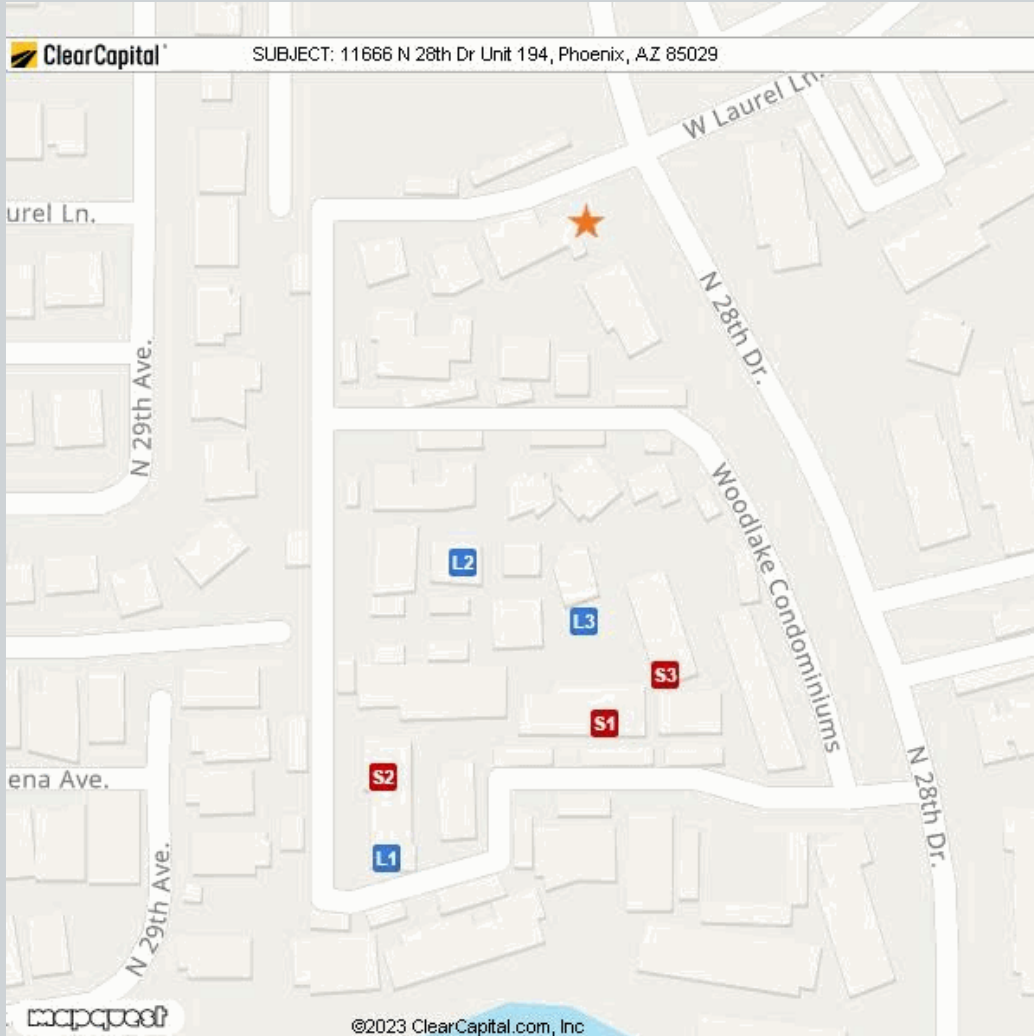 ClearCapital
SUBJECT: 11666 N 28th Dr Unit 194, Phoenix, AZ 85029
W Laurel Ln.
urel Ln.
N 28th Dr.
N 29th Ave.
Woodlake Condominiums
L2
L3
S3
S1
S2
ena Ave.
N 28th Dr.
L1
N 29th Ave.
mapquest
©2023 ClearCapital.com, Inc